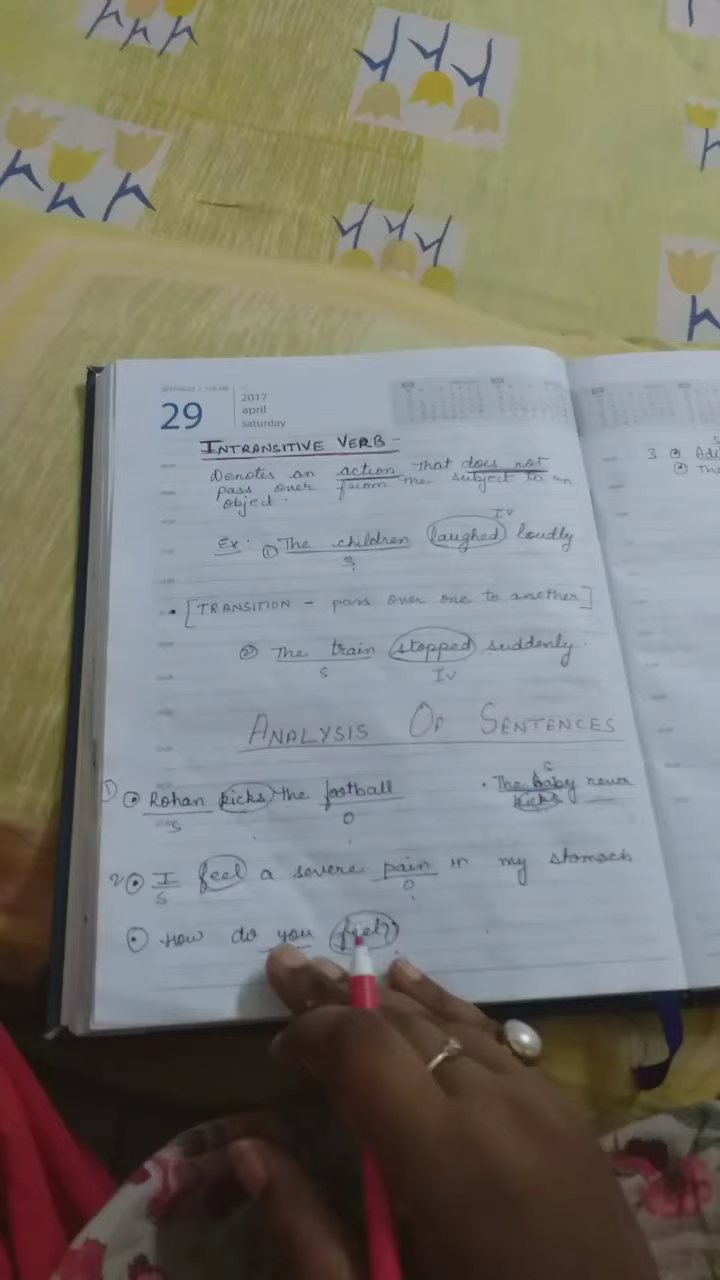 29
2017
april
saturday
INTRANSITIVE VERB -
Denotes an action that does not
pass over from the subject to an
object.
IV
Ex: ① The children laughed loudly
S
[TRANSITION - pass over one to another]
② The train stopped suddenly.
S IV
ANALYSIS OF SENTENCES
① Rohan kicks the football
S O
S
The baby never
kicks
2 I feel a severe pain in my stomach
S O
How do you feel??
3